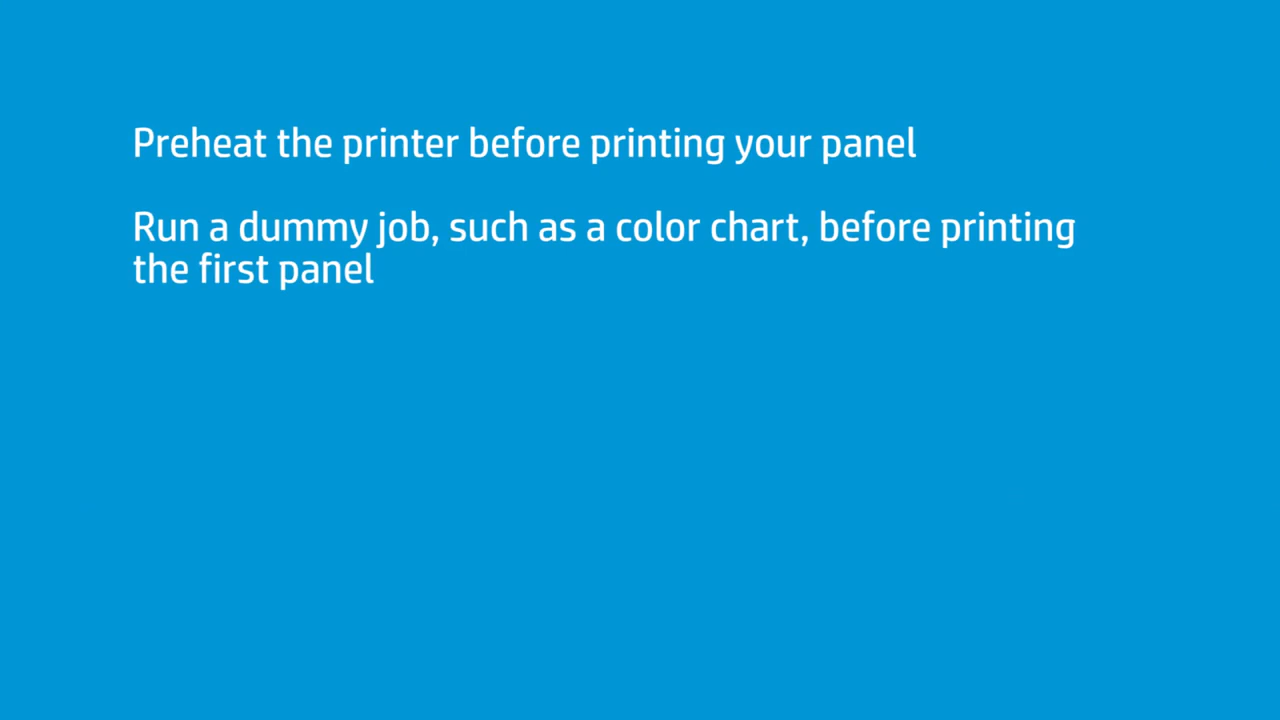 Preheat the printer before printing your panel
Run a dummy job, such as a color chart, before printing
the first panel